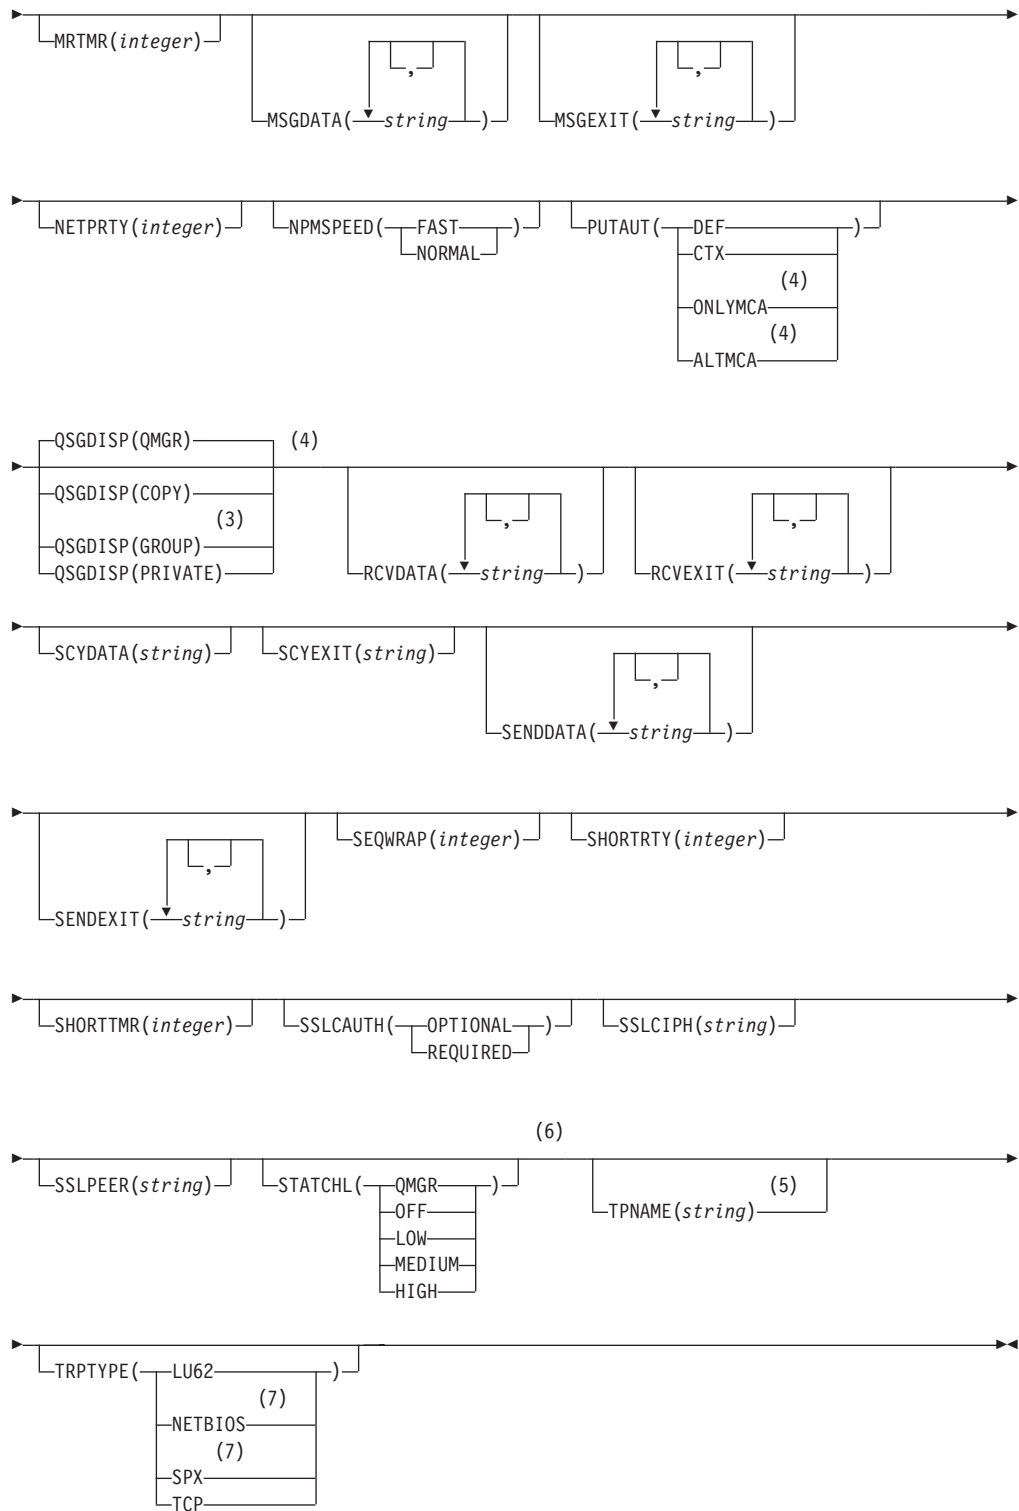 MRTMR(integer)
,
MSGDATA( string )
,
MSGEXIT( string )
NETPRTY(integer)
NPMSPEED( FAST )
NORMAL
PUTAUT( DEF )
CTX
(4)
ONLYMCA
(4)
ALTMCA
QSGDISP(QMGR) (4)
QSGDISP(COPY)
(3)
QSGDISP(GROUP)
QSGDISP(PRIVATE)
,
RCVDATA( string )
,
RCVEXIT( string )
SCYDATA(string)
SCYEXIT(string)
,
SENDDATA( string )
,
SENDEXIT( string )
SEQWRAP(integer)
SHORTRTY(integer)
SHORTTMR(integer)
SSLCAUTH( OPTIONAL )
REQUIRED
SSLCIPH(string)
SSLPEER(string)
(6)
STATCHL( QMGR )
OFF
LOW
MEDIUM
HIGH
(5)
TPNAME(string)
TRPTYPE( LU62 )
(7)
NETBIOS
(7)
SPX
TCP